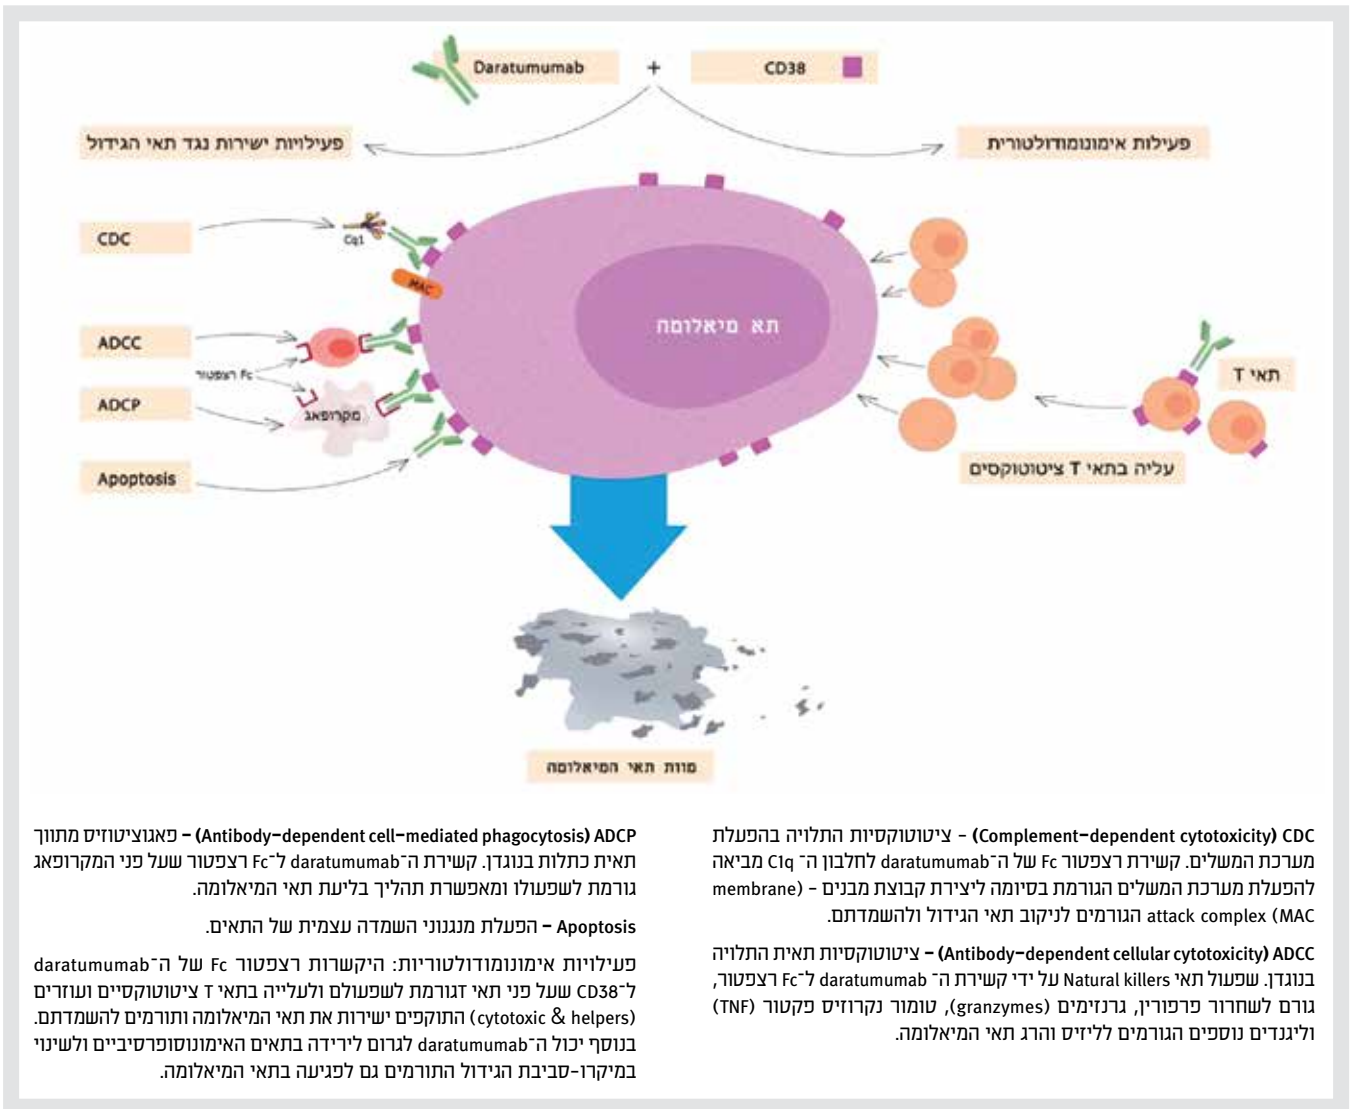 Daratumumab + CD38
פעילויות ישירות נגד תאי הגידול
פעילות אימונומודולטורית
CDC
Cq1
MAC
ADCC
רצפטור Fc
ADCP
מקרופאג
Apoptosis
תא מיאלומה
תאי T
עליה בתאי T ציטוטוקסים
מוות תאי המיאלומה
CDC (Complement-dependent cytotoxicity) - ציטוטוקסיות התלויה בהפעלת
מערכת המשלים. קשירת רצפטור Fc של ה־daratumumab לחלבון ה־ C1q מביאה
להפעלת מערכת המשלים הגורמת בסיומה ליצירת קבוצת מבנים - (membrane
attack complex (MAC הגורמים לניקוב תאי הגידול ולהשמדתם.
ADCC (Antibody-dependent cellular cytotoxicity) – ציטוטוקסיות תאית התלויה
בנוגדן. שפעול תאי Natural killers על ידי קשירת ה־ daratumumab ל־Fc רצפטור,
גורם לשחרור פרפורין, גרנזימים (granzymes), טומור נקרוזיס פקטור (TNF)
וליגנדים נוספים הגורמים לליזיס והרג תאי המיאלומה.
ADCP (Antibody-dependent cell-mediated phagocytosis) – פאגוציטוזיס מתווך
תאית כתלות בנוגדן. קשירת ה־daratumumab ל־Fc רצפטור שעל פני המקרופאג
גורמת לשפעולו ומאפשרת תהליך בליעת תאי המיאלומה.
Apoptosis – הפעלת מנגנוני השמדה עצמית של התאים.
פעילויות אימונומודולטוריות: היקשרות רצפטור Fc של ה־daratumumab
ל־CD38 שעל פני תאי Tגורמת לשפעולם ולעלייה בתאי T ציטוטוקסיים ועוזרים
(cytotoxic & helpers) התוקפים ישירות את תאי המיאלומה ותורמים להשמדתם.
בנוסף יכול ה־daratumumab לגרום לירידה בתאים האימונוסופרסיביים ולשינוי
במיקרו-סביבת הגידול התורמים גם לפגיעה בתאי המיאלומה.